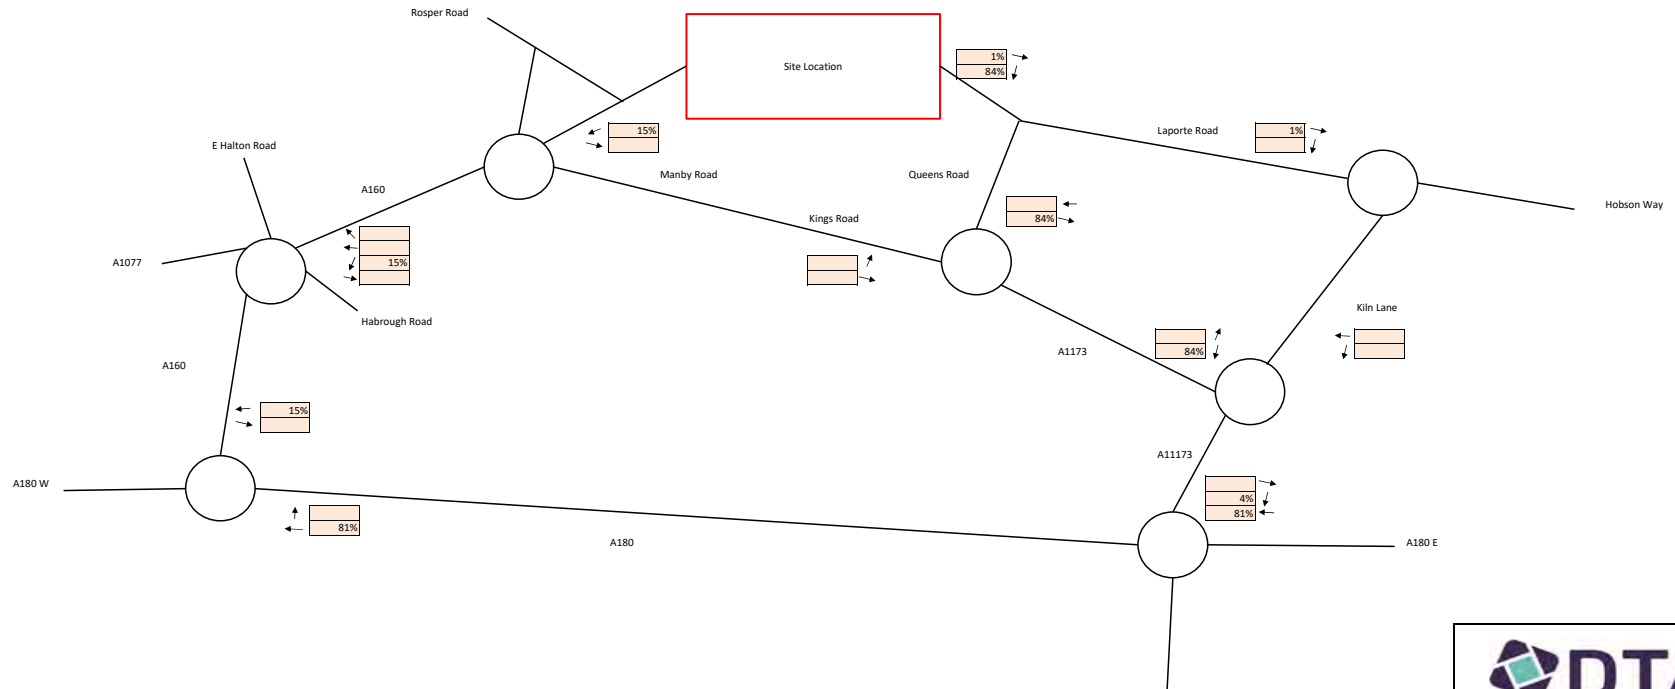 Rosper Road
Site Location
1%
84%
15%
Laporte Road
1%
E Halton Road
A160
Manby Road
Queens Road
Hobson Way
Kings Road
84%
A1077
15%
Habrough Road
Kiln Lane
A1173
84%
A160
15%
A11173
A180 W
4%
81%
81%
A180
A180 E